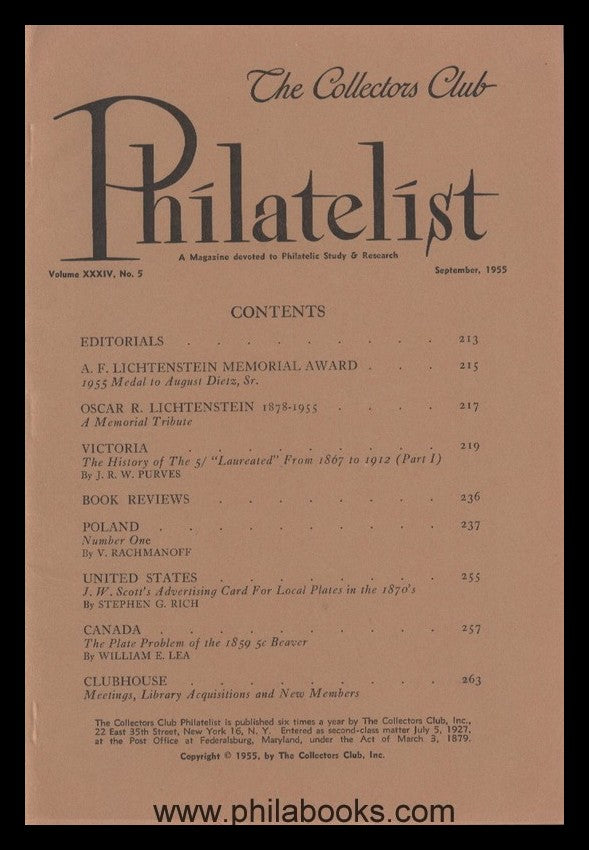 The Collectors Club
Philatelist
A Magazine devoted to Philatelic Study & Research
Volume XXXIV, No. 5 September, 1955
CONTENTS
EDITORIALS . . . . . . . . . 213
A. F. LICHTENSTEIN MEMORIAL AWARD . . . 215
1955 Medal to August Dietz, Sr.
OSCAR R. LICHTENSTEIN 1878-1955 . . . . 217
A Memorial Tribute
VICTORIA . . . . . . . . . 219
The History of The 5/ "Laureated" From 1867 to 1912 (Part I)
By J. R. W. PURVES
BOOK REVIEWS . . . . . . . . 236
POLAND . . . . . . . . . . 237
Number One
By V. RACHMANOFF
UNITED STATES . . . . . . . . 255
J. W. Scott's Advertising Card For Local Plates in the 1870's
By STEPHEN G. RICH
CANADA . . . . . . . . . . 257
The Plate Problem of the 1859 5c Beaver
By WILLIAM E. LEA
CLUBHOUSE . . . . . . . . . 263
Meetings, Library Acquisitions and New Members
The Collectors Club Philatelist is published six times a year by The Collectors Club, Inc.,
22 East 35th Street, New York 16, N. Y. Entered as second-class matter July 5, 1927,
at the Post Office at Federalsburg, Maryland, under the Act of March 3, 1879.
Copyright © 1955, by The Collectors Club, Inc.
www.philabooks.com